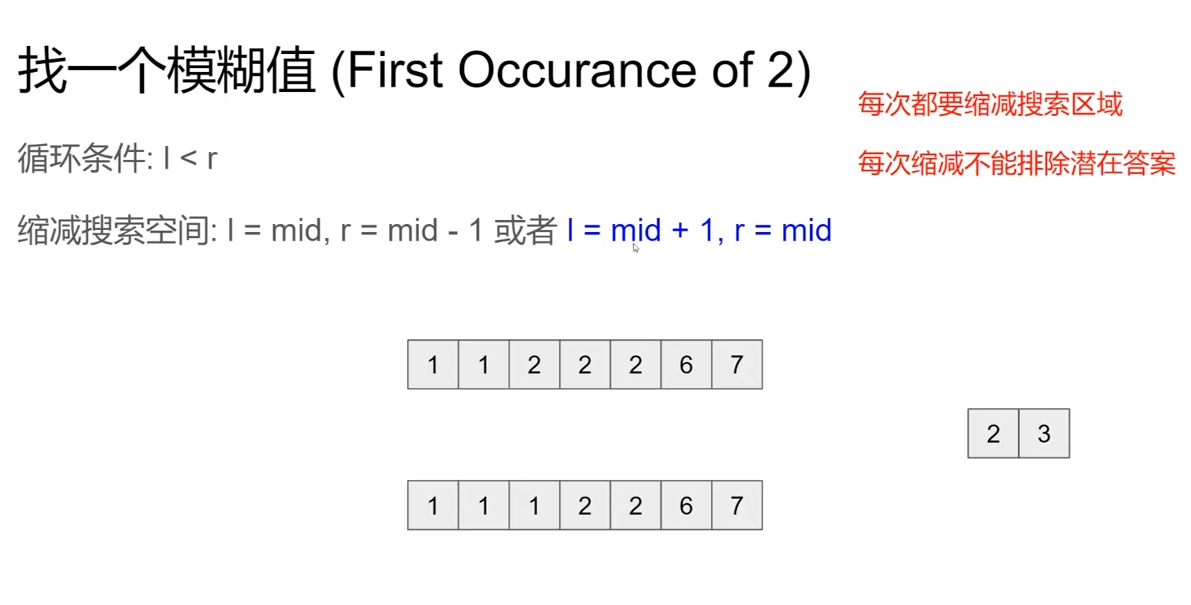 找一个模糊值 (First Occurance of 2)
每次都要缩减搜索区域
循环条件: l < r
每次缩减不能排除潜在答案
缩减搜索空间: l = mid, r = mid - 1 或者 l = mid + 1, r = mid
1 1 2 2 2 6 7
2 3
1 1 1 2 2 6 7